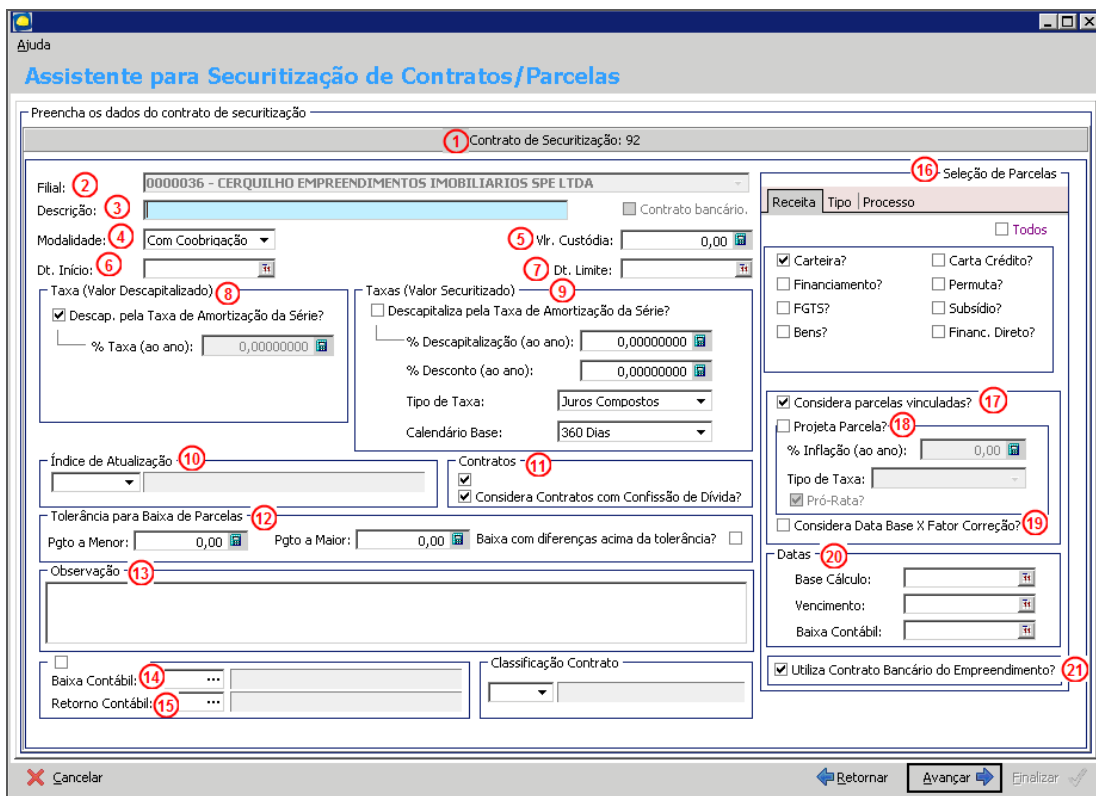 Ajuda
Assistente para Securitização de Contratos/Parcelas
Preencha os dados do contrato de securitização
1 Contrato de Securitização: 92
Filial: 2 0000036 - CERQUILHO EMPREENDIMENTOS IMOBILIARIOS SPE LTDA
Descrição: 3 Contrato bancário.
Modalidade: 4 Com Coobrigação 5 Vlr. Custódia: 0,00
Dt. Início: 6 7 Dt. Limite:
Taxa (Valor Descapitalizado) 8
Descap. pela Taxa de Amortização da Série?
% Taxa (ao ano): 0,00000000
Taxas (Valor Securitizado) 9
Descapitaliza pela Taxa de Amortização da Série?
% Descapitalização (ao ano): 0,00000000
% Desconto (ao ano): 0,00000000
Tipo de Taxa: Juros Compostos
Calendário Base: 360 Dias
Índice de Atualização 10
Contratos 11
Considera Contratos com Confissão de Dívida?
Tolerância para Baixa de Parcelas 12
Pgto a Menor: 0,00 Pgto a Maior: 0,00 Baixa com diferenças acima da tolerância?
Observação 13
Baixa Contábil: 14 ...
Retorno Contábil: 15 ...
Classificação Contrato
16 Seleção de Parcelas
Receita Tipo Processo
Todos
Carteira? Carta Crédito?
Financiamento? Permuta?
FGTS? Subsídio?
Bens? Financ. Direto?
Considera parcelas vinculadas? 17
Projeta Parcela? 18
% Inflação (ao ano): 0,00
Tipo de Taxa:
Pró-Rata?
Considera Data Base X Fator Correção? 19
Datas 20
Base Cálculo:
Vencimento:
Baixa Contábil:
Utiliza Contrato Bancário do Empreendimento? 21
Cancelar Retornar Avançar Finalizar